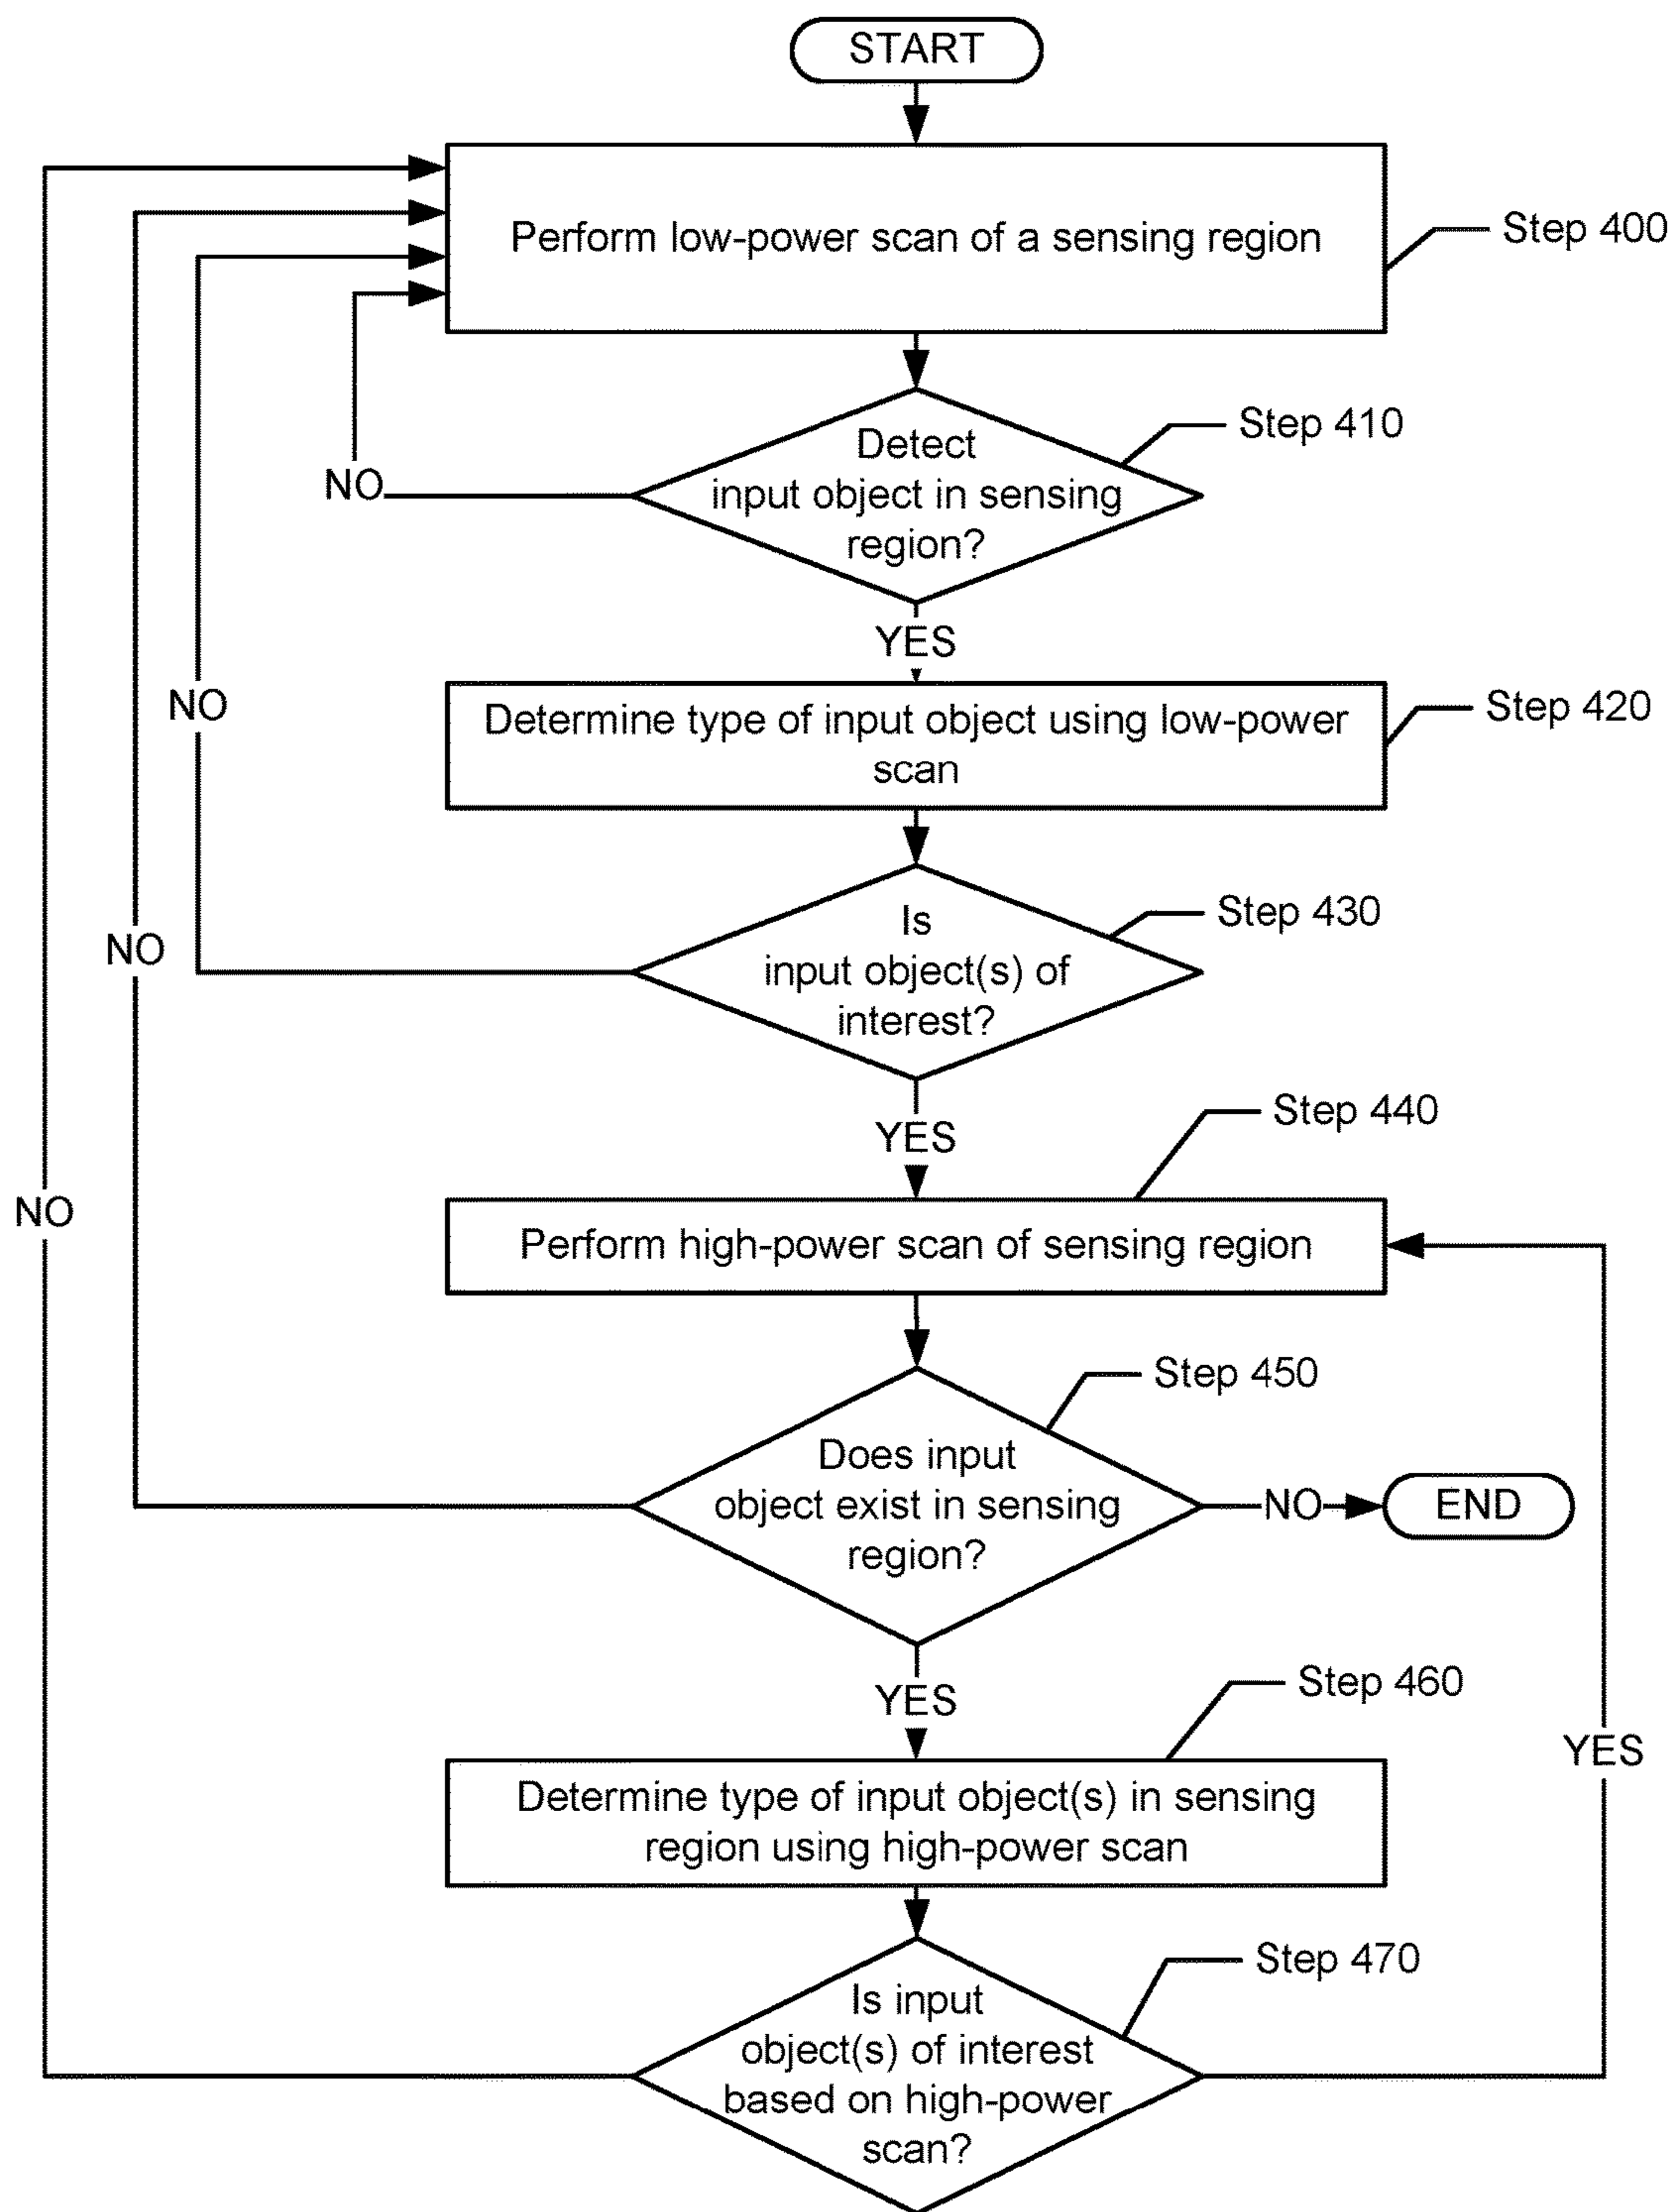 START
Perform low-power scan of a sensing region
Step 400
Detect
input object in sensing
region?
Step 410
NO
YES
Determine type of input object using low-power
scan
Step 420
NO
Is
input object(s) of
interest?
Step 430
NO
YES
Step 440
Perform high-power scan of sensing region
NO
Step 450
Does input
object exist in sensing
region?
NO
END
YES
Step 460
YES
Determine type of input object(s) in sensing
region using high-power scan
Step 470
Is input
object(s) of interest
based on high-power
scan?